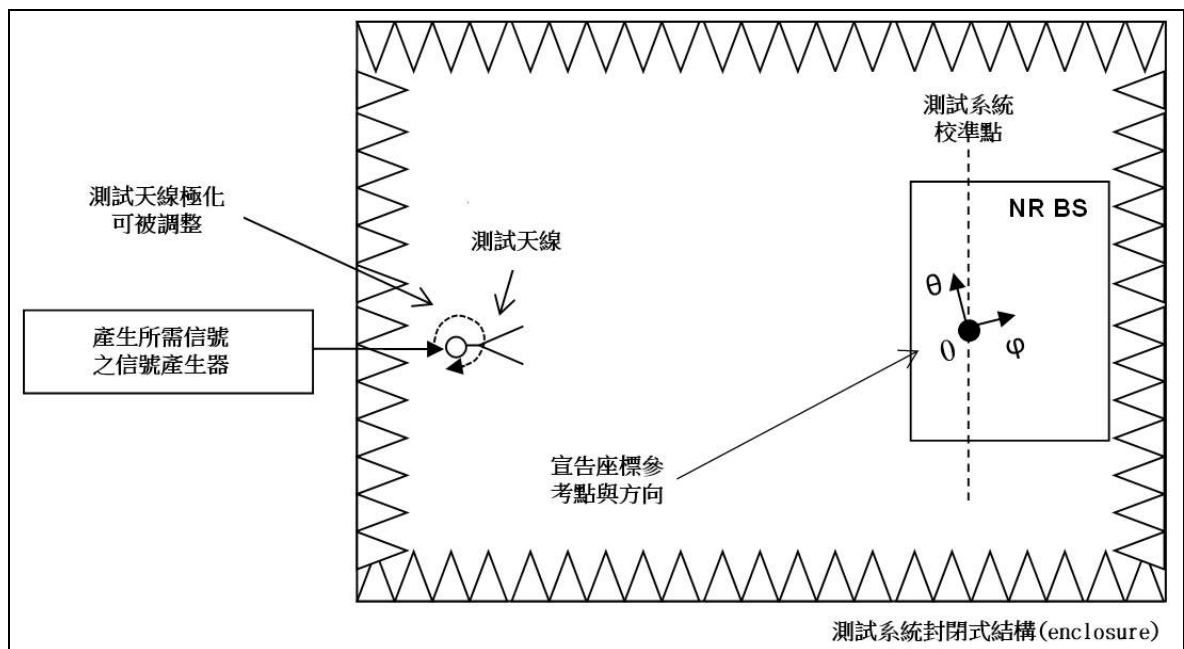 測試系統
校準點
NR BS
測試天線極化
可被調整
測試天線
θ
產生所需信號
之信號產生器
0
φ
宣告座標參
考點與方向
測試系統封閉式結構(enclosure)